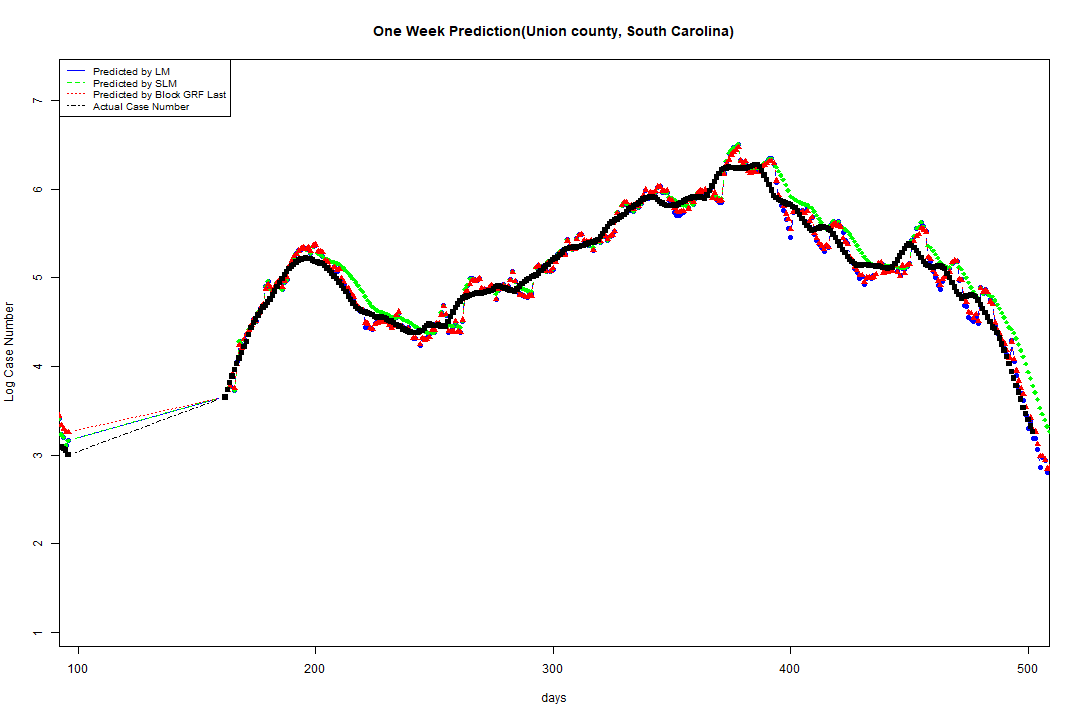 One Week Prediction(Union county, South Carolina)
Predicted by LM
Predicted by SLM
Predicted by Block GRF Last
Actual Case Number
7
6
5
4
3
2
1
Log Case Number
100 200 300 400 500
days